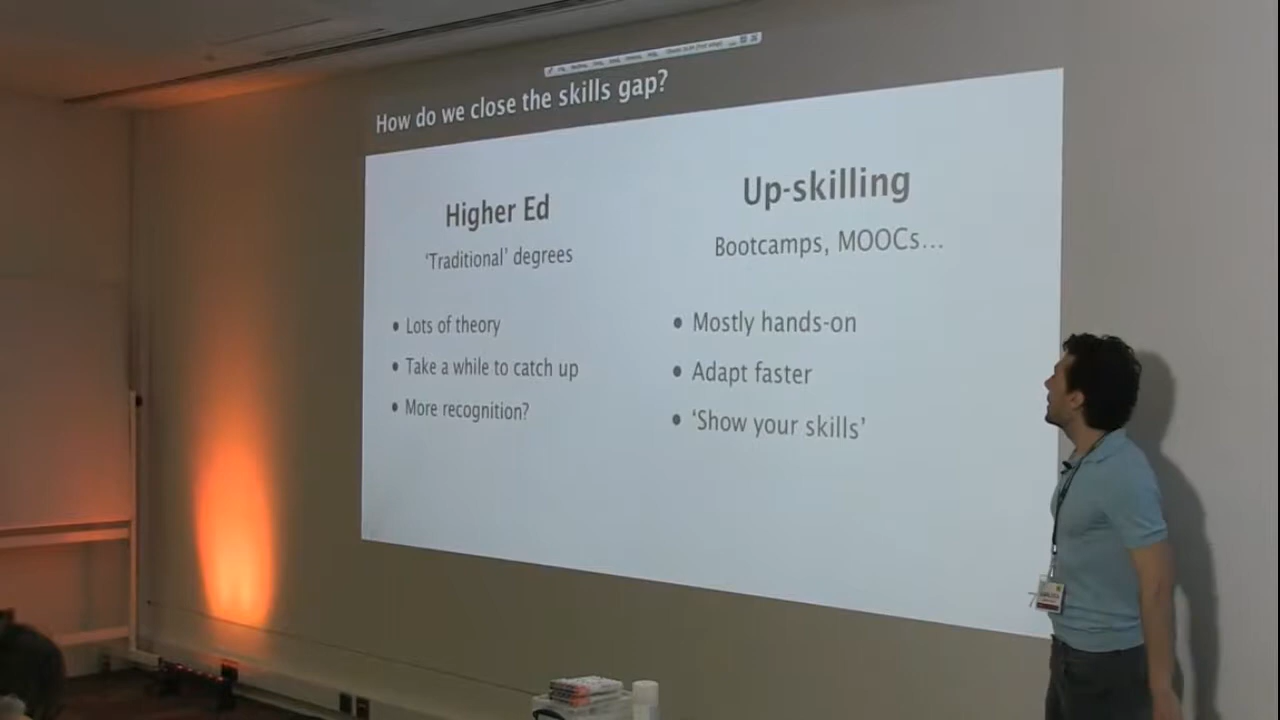 How do we close the skills gap?
Higher Ed
‘Traditional’ degrees
• Lots of theory
• Take a while to catch up
• More recognition?
Up-skilling
Bootcamps, MOOCs...
• Mostly hands-on
• Adapt faster
• ‘Show your skills’